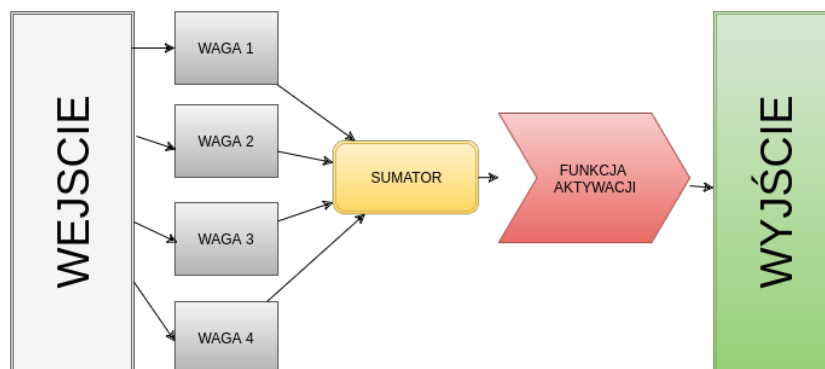 WEJSCIE
WAGA 1
WAGA 2
WAGA 3
WAGA 4
SUMATOR
FUNKCJA
AKTYWACJI
WYJŚCIE